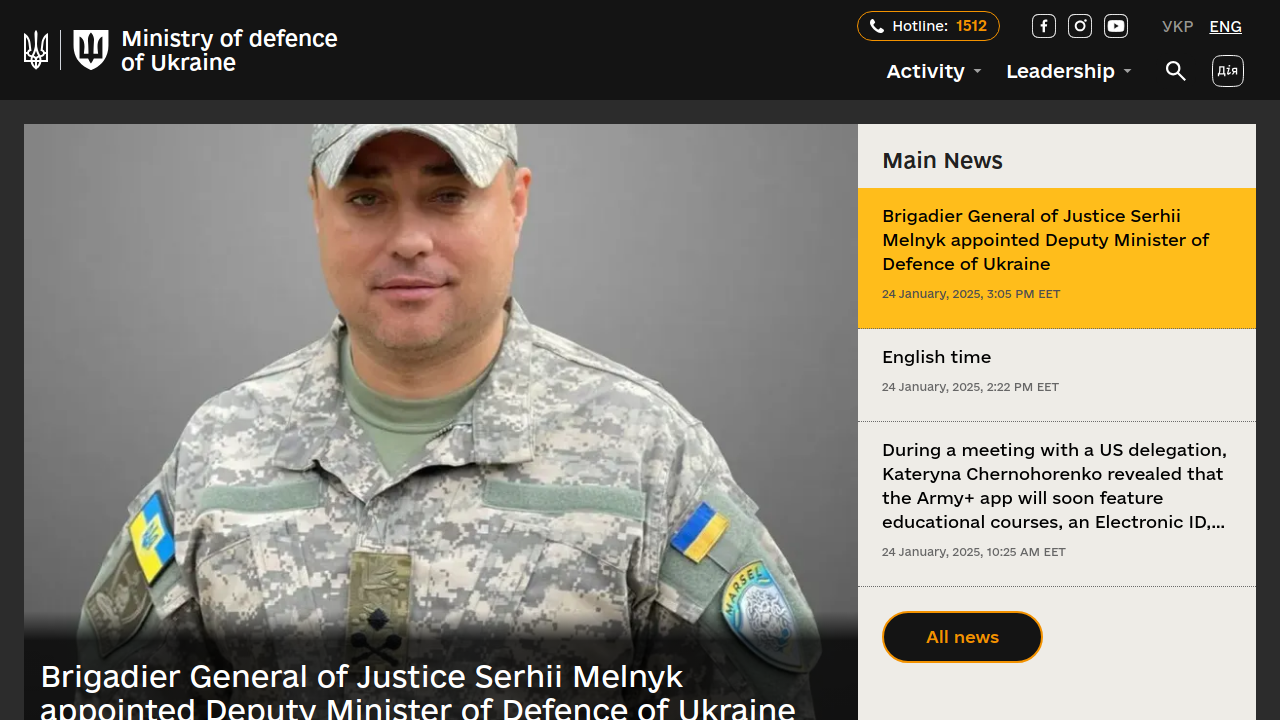 Ministry of defence
of Ukraine
Hotline: 1512
УКР ENG
Activity
Leadership
Дія
Main News
Brigadier General of Justice Serhii
Melnyk appointed Deputy Minister of
Defence of Ukraine
24 January, 2025, 3:05 PM EET
English time
24 January, 2025, 2:22 PM EET
During a meeting with a US delegation,
Kateryna Chernohorenko revealed that
the Army+ app will soon feature
educational courses, an Electronic ID,...
24 January, 2025, 10:25 AM EET
All news
MARSEL
Brigadier General of Justice Serhii Melnyk
appointed Deputy Minister of Defence of Ukraine